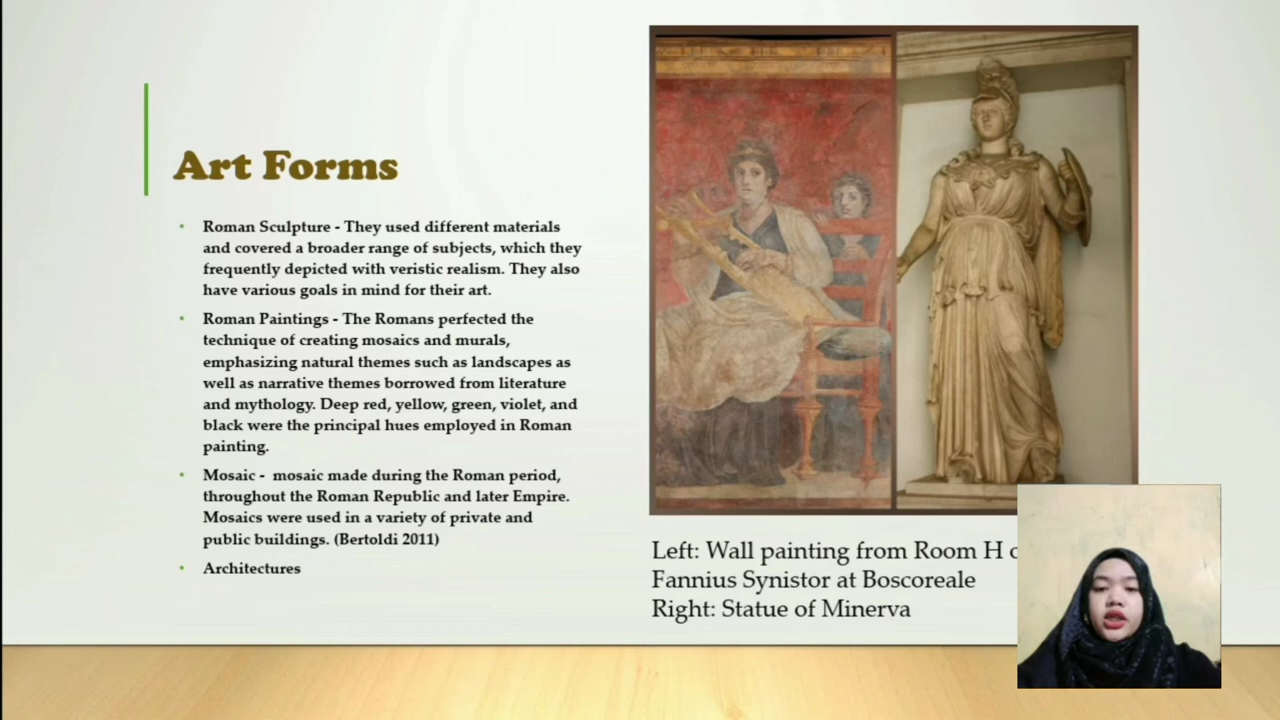 Art Forms
Roman Sculpture - They used different materials
and covered a broader range of subjects, which they
frequently depicted with veristic realism. They also
have various goals in mind for their art.
Roman Paintings - The Romans perfected the
technique of creating mosaics and murals,
emphasizing natural themes such as landscapes as
well as narrative themes borrowed from literature
and mythology. Deep red, yellow, green, violet, and
black were the principal hues employed in Roman
painting.
Mosaic - mosaic made during the Roman period,
throughout the Roman Republic and later Empire.
Mosaics were used in a variety of private and
public buildings. (Bertoldi 2011)
Architectures
Left: Wall painting from Room H
Fannius Synistor at Boscoreale
Right: Statue of Minerva